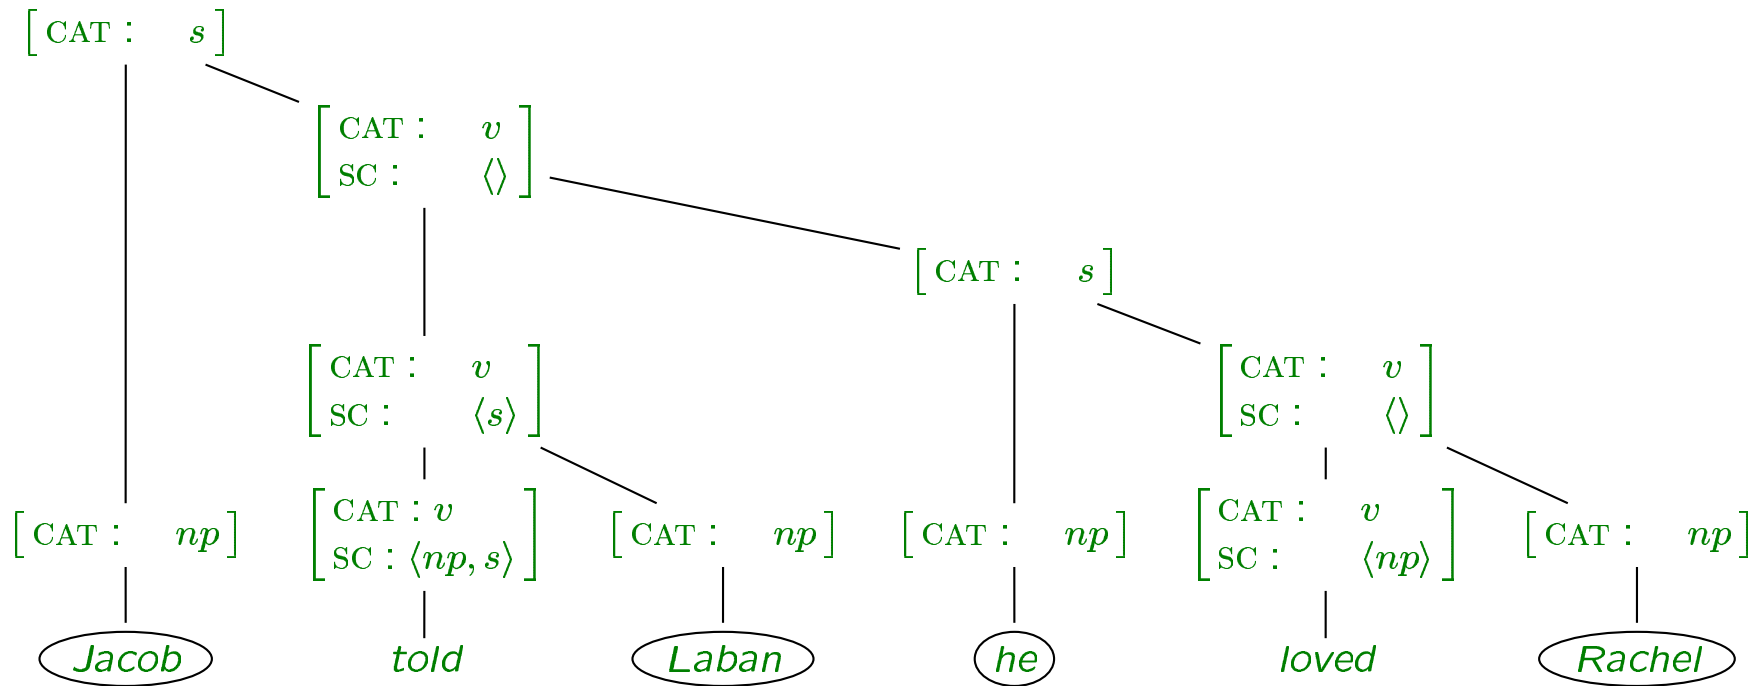 [ CAT : s ]
[ CAT : v
SC : ⟨⟩ ]
[ CAT : s ]
[ CAT : v
SC : ⟨s⟩ ]
[ CAT : v
SC : ⟨⟩ ]
[ CAT : np ]
[ CAT : v
SC : ⟨np, s⟩ ]
[ CAT : np ]
[ CAT : np ]
[ CAT : v
SC : ⟨np⟩ ]
[ CAT : np ]
Jacob told Laban he loved Rachel